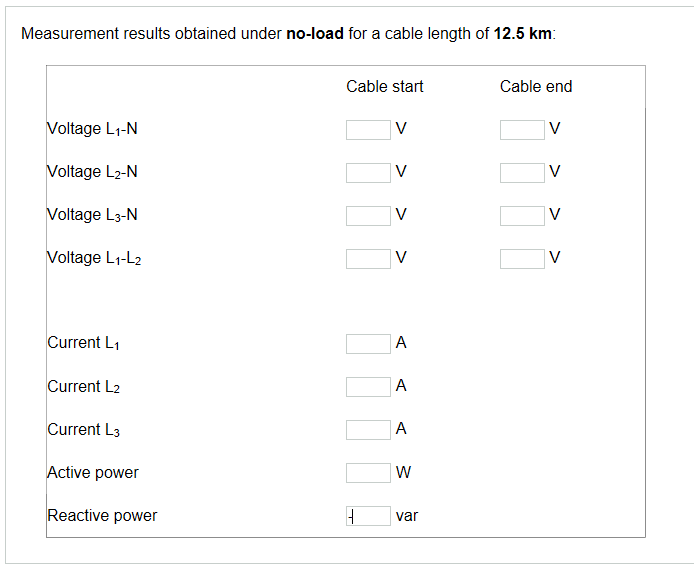 Measurement results obtained under no-load for a cable length of 12.5 km:
Cable start Cable end
Voltage L₁-N V V
Voltage L₂-N V V
Voltage L₃-N V V
Voltage L₁-L₂ V V
Current L₁ A
Current L₂ A
Current L₃ A
Active power W
Reactive power - var